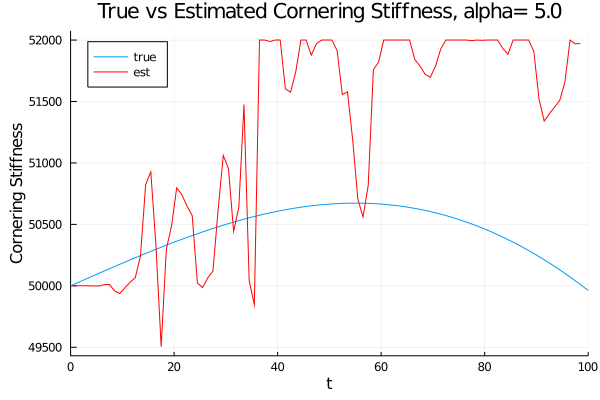 True vs Estimated Cornering Stiffness, alpha= 5.0
52000
true
est
51500
51000
Cornering Stiffness
50500
50000
49500
0 20 40 60 80 100
t